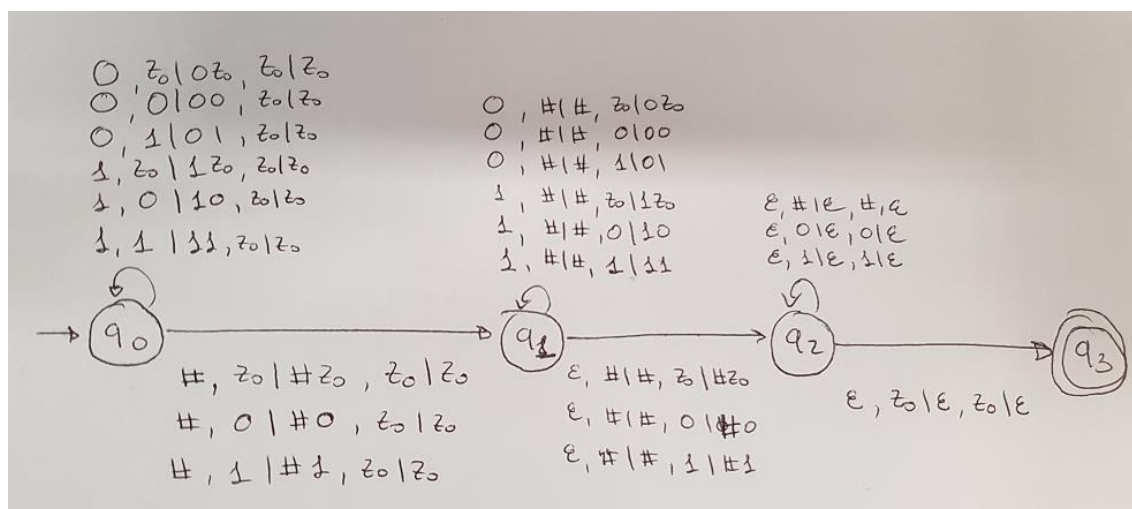 0, z₀|0z₀, z₀|z₀
0, 0|00, z₀|z₀
0, 1|01, z₀|z₀
1, z₀|1z₀, z₀|z₀
1, 0|10, z₀|z₀
1, 1|11, z₀|z₀
0, #|#, z₀|0z₀
0, #|#, 0|00
0, #|#, 1|01
1, #|#, z₀|1z₀
1, #|#, 0|10
1, #|#, 1|11
ε, #|ε, #,ε
ε, 0|ε, 0|ε
ε, 1|ε, 1|ε
q₀
q₁
q₂
q₃
#, z₀|#z₀, z₀|z₀
#, 0|#0, z₀|z₀
#, 1|#1, z₀|z₀
ε, #|#, z₀|#z₀
ε, #|#, 0|#0
ε, #|#, 1|#1
ε, z₀|ε, z₀|ε